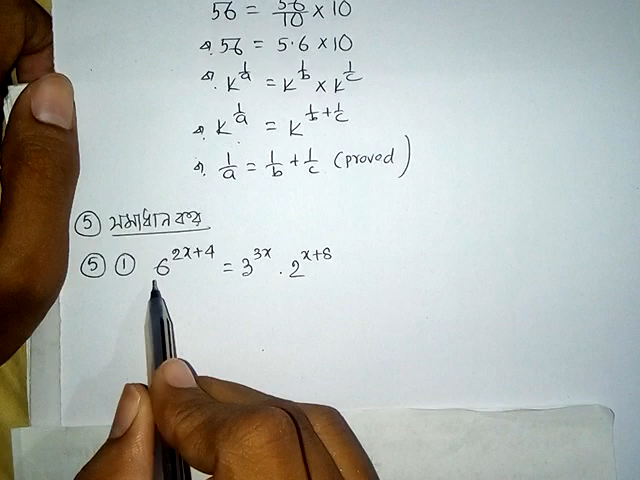 56 = 56/10 × 10
বা, 56 = 5.6 × 10
বা, K^(1/a) = K^(1/b) × K^(1/c)
বা, K^(1/a) = K^(1/b + 1/c)
বা, 1/a = 1/b + 1/c (proved)
⑤ সমাধান কর
⑤ ① 6^(2x+4) = 3^(3x) . 2^(x+8)